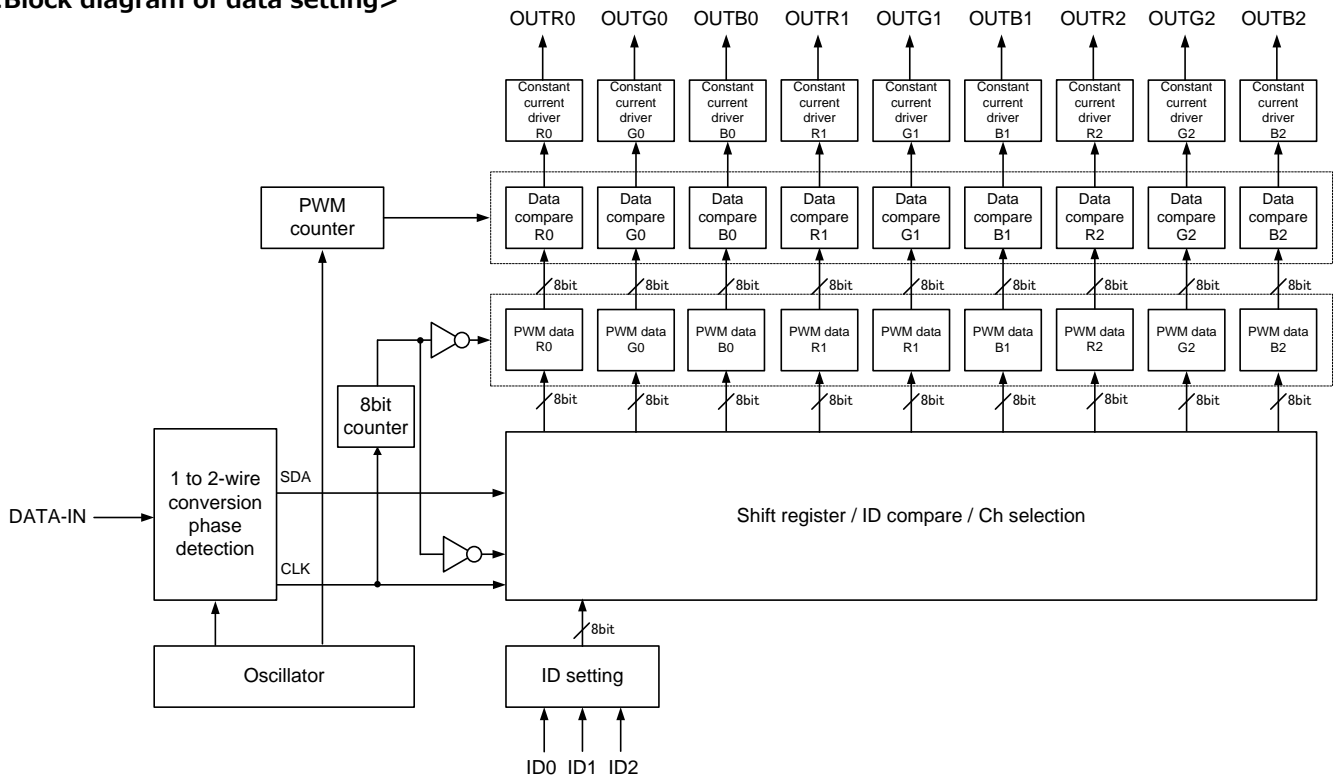 Block diagram of data setting>
OUTR0 OUTG0 OUTB0 OUTR1 OUTG1 OUTB1 OUTR2 OUTG2 OUTB2
Constant current driver R0
Constant current driver G0
Constant current driver B0
Constant current driver R1
Constant current driver G1
Constant current driver B1
Constant current driver R2
Constant current driver G2
Constant current driver B2
PWM counter
Data compare R0
Data compare G0
Data compare B0
Data compare R1
Data compare G1
Data compare B1
Data compare R2
Data compare G2
Data compare B2
8bit 8bit 8bit 8bit 8bit 8bit 8bit 8bit 8bit
PWM data R0
PWM data G0
PWM data B0
PWM data R1
PWM data R1
PWM data B1
PWM data R2
PWM data G2
PWM data B2
8bit 8bit 8bit 8bit 8bit 8bit 8bit 8bit 8bit
8bit counter
DATA-IN
1 to 2-wire conversion phase detection
SDA
CLK
Shift register / ID compare / Ch selection
8bit
Oscillator
ID setting
ID0 ID1 ID2